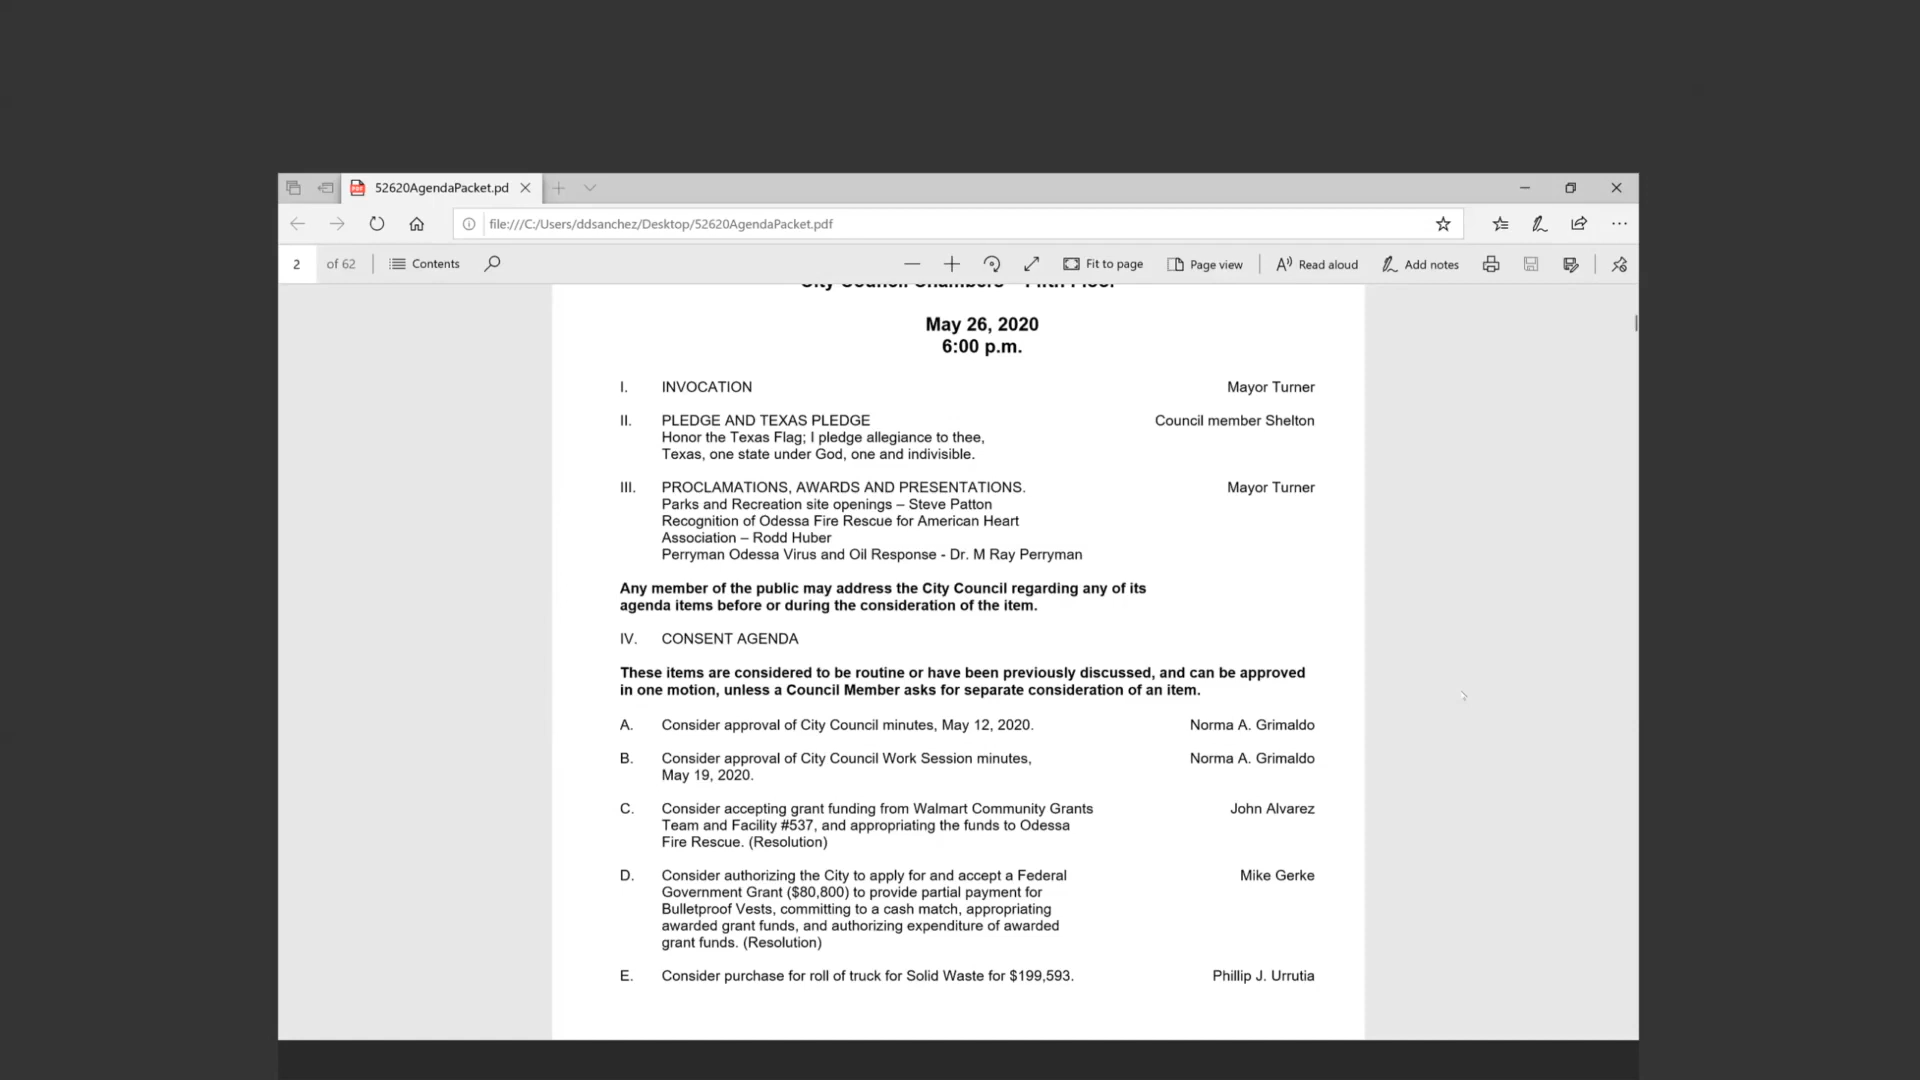 52620AgendaPacket.pd
file:///C:/Users/ddsanchez/Desktop/52620AgendaPacket.pdf
2 of 62 Contents Fit to page Page view Read aloud Add notes
City Council Chambers – Fifth Floor
May 26, 2020
6:00 p.m.
I. INVOCATION Mayor Turner
II. PLEDGE AND TEXAS PLEDGE Council member Shelton
Honor the Texas Flag; I pledge allegiance to thee,
Texas, one state under God, one and indivisible.
III. PROCLAMATIONS, AWARDS AND PRESENTATIONS. Mayor Turner
Parks and Recreation site openings – Steve Patton
Recognition of Odessa Fire Rescue for American Heart
Association – Rodd Huber
Perryman Odessa Virus and Oil Response - Dr. M Ray Perryman
Any member of the public may address the City Council regarding any of its
agenda items before or during the consideration of the item.
IV. CONSENT AGENDA
These items are considered to be routine or have been previously discussed, and can be approved
in one motion, unless a Council Member asks for separate consideration of an item.
A. Consider approval of City Council minutes, May 12, 2020. Norma A. Grimaldo
B. Consider approval of City Council Work Session minutes, Norma A. Grimaldo
May 19, 2020.
C. Consider accepting grant funding from Walmart Community Grants John Alvarez
Team and Facility #537, and appropriating the funds to Odessa
Fire Rescue. (Resolution)
D. Consider authorizing the City to apply for and accept a Federal Mike Gerke
Government Grant ($80,800) to provide partial payment for
Bulletproof Vests, committing to a cash match, appropriating
awarded grant funds, and authorizing expenditure of awarded
grant funds. (Resolution)
E. Consider purchase for roll of truck for Solid Waste for $199,593. Phillip J. Urrutia